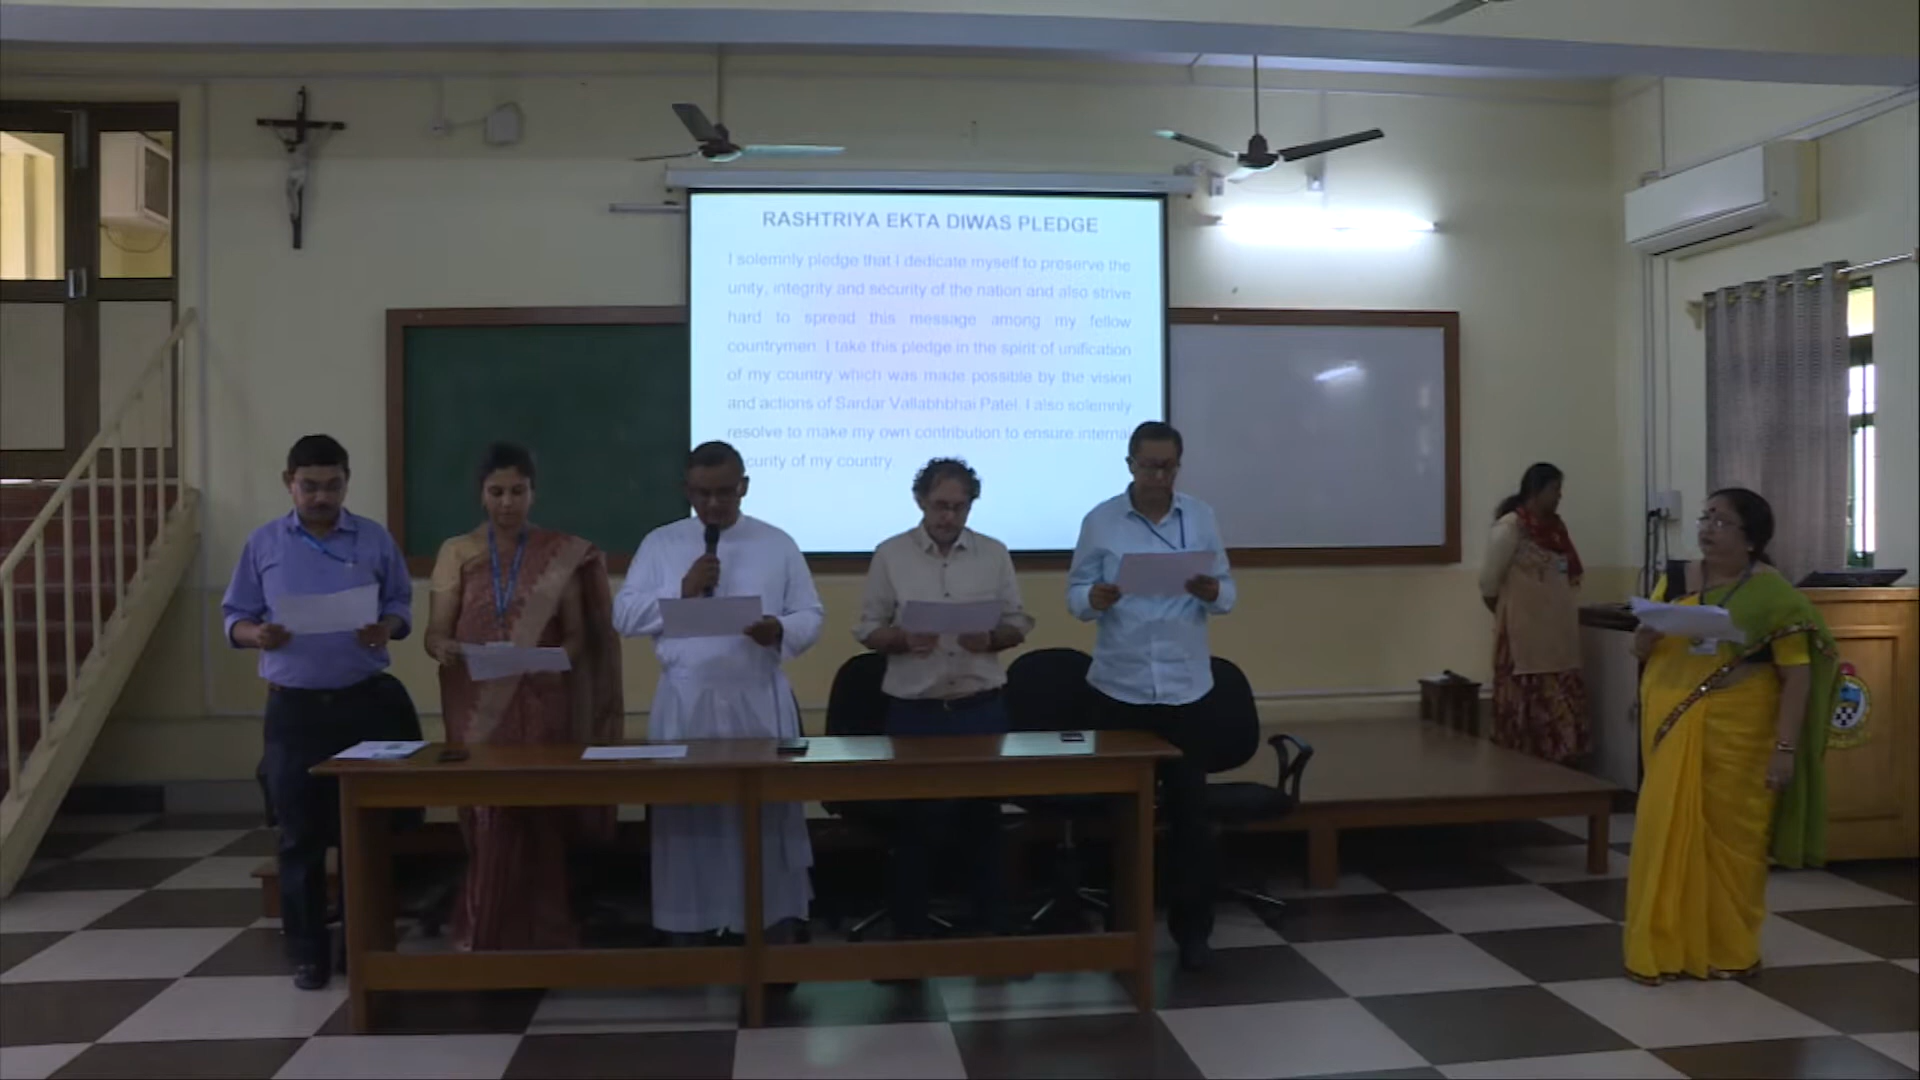 RASHTRIYA EKTA DIWAS PLEDGE
I solemnly pledge that I dedicate myself to preserve the
unity, integrity and security of the nation and also strive
hard to spread this message among my fellow
countrymen. I take this pledge in the spirit of unification
of my country which was made possible by the vision
and actions of Sardar Vallabhbhai Patel. I also solemnly
resolve to make my own contribution to ensure internal
curity of my country.